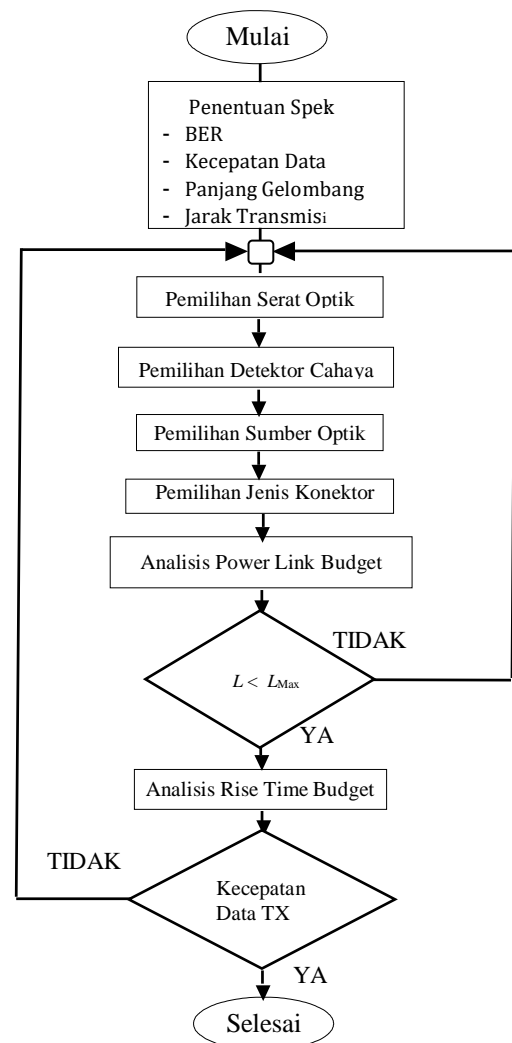 Mulai
Penentuan Spek
- BER
- Kecepatan Data
- Panjang Gelombang
- Jarak Transmisi
Pemilihan Serat Optik
Pemilihan Detektor Cahaya
Pemilihan Sumber Optik
Pemilihan Jenis Konektor
Analisis Power Link Budget
TIDAK
L < LMax
YA
Analisis Rise Time Budget
TIDAK
Kecepatan
Data TX
YA
Selesai